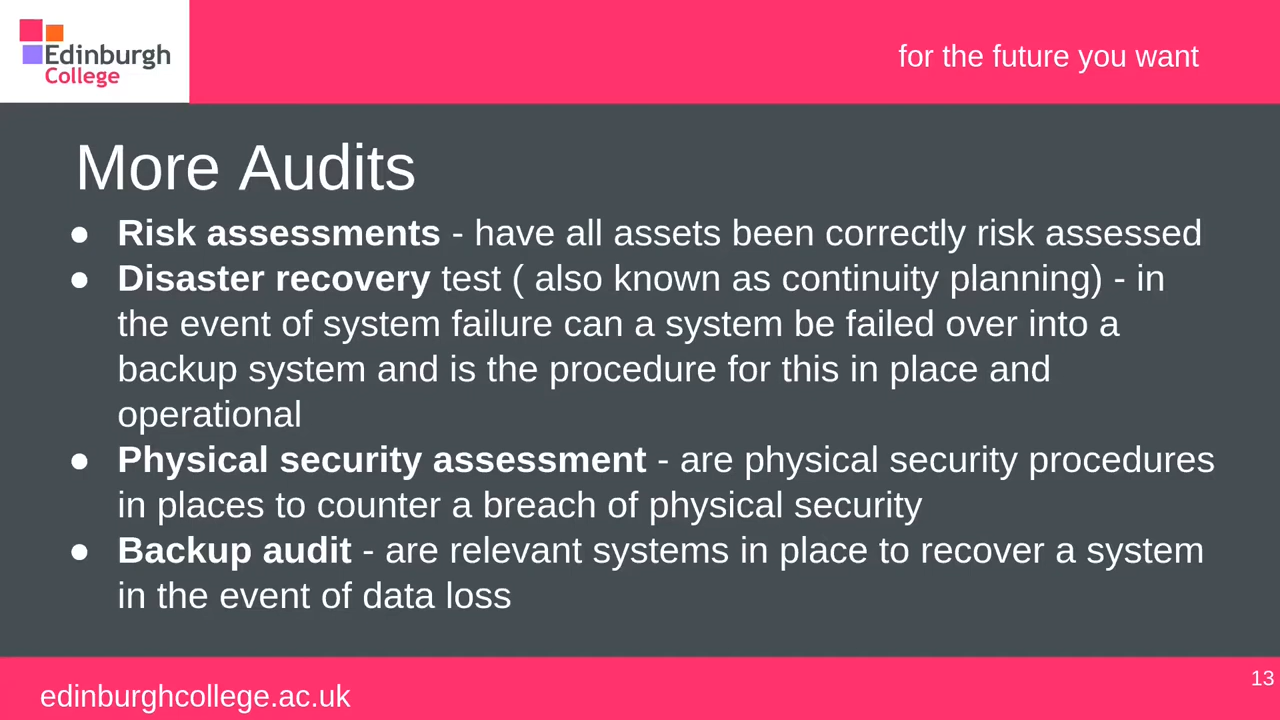 Edinburgh
College
for the future you want
More Audits
● Risk assessments - have all assets been correctly risk assessed
● Disaster recovery test ( also known as continuity planning) - in
the event of system failure can a system be failed over into a
backup system and is the procedure for this in place and
operational
● Physical security assessment - are physical security procedures
in places to counter a breach of physical security
● Backup audit - are relevant systems in place to recover a system
in the event of data loss
edinburghcollege.ac.uk
13